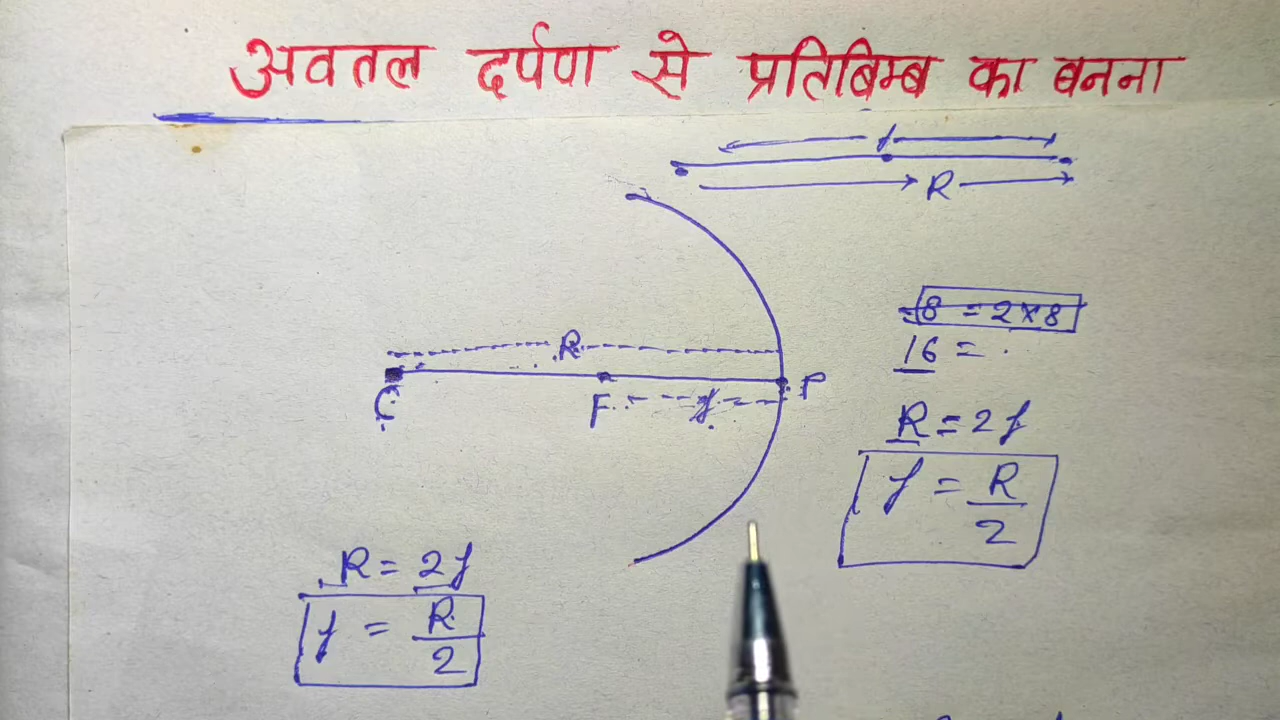 अवतल दर्पण से प्रतिबिम्ब का बनना
f
R
8 = 2×8
16 =
R
C F f P
R = 2f
f = R/2
R = 2f
f = R/2